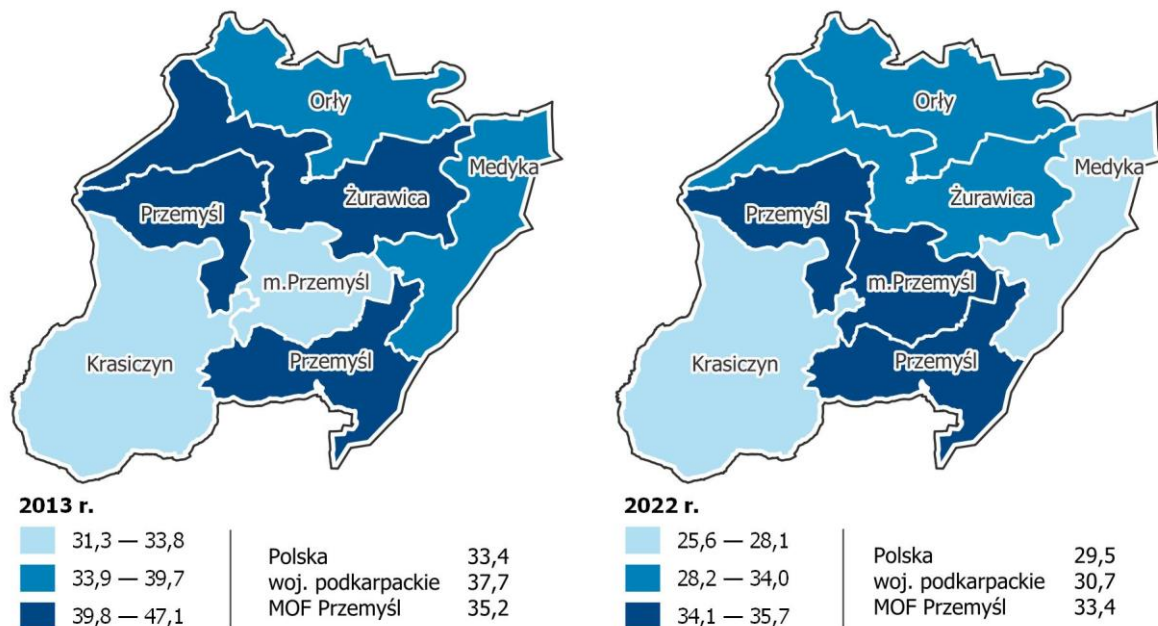 Orły
Medyka
Żurawica
Przemyśl
m.Przemyśl
Krasiczyn
Przemyśl
2013 r.
31,3 — 33,8
33,9 — 39,7
39,8 — 47,1
Polska 33,4
woj. podkarpackie 37,7
MOF Przemyśl 35,2
Orły
Medyka
Żurawica
Przemyśl
m.Przemyśl
Krasiczyn
Przemyśl
2022 r.
25,6 — 28,1
28,2 — 34,0
34,1 — 35,7
Polska 29,5
woj. podkarpackie 30,7
MOF Przemyśl 33,4